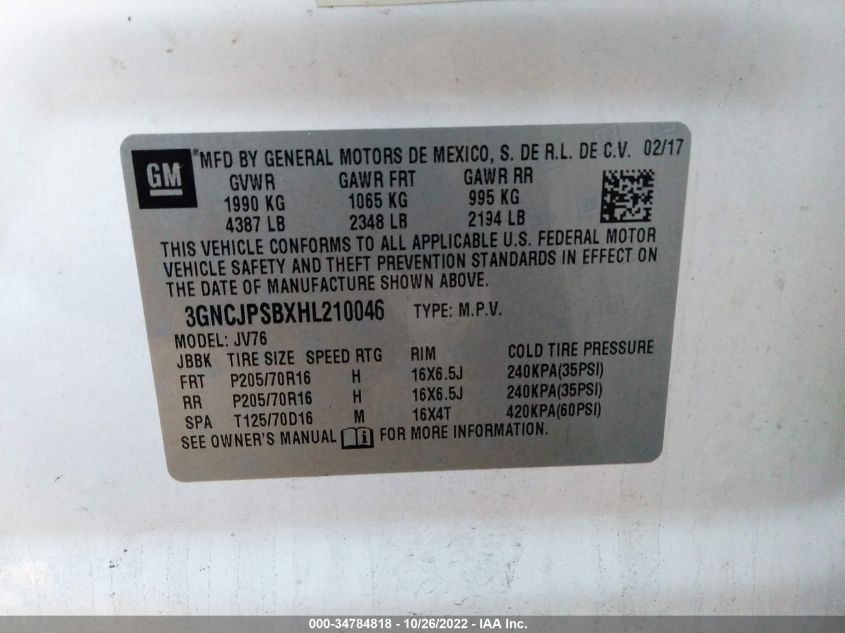 GM
®MFD BY GENERAL MOTORS DE MEXICO, S. DE R.L. DE C.V. 02/17
GVWR GAWR FRT GAWR RR
1990 KG 1065 KG 995 KG
4387 LB 2348 LB 2194 LB
THIS VEHICLE CONFORMS TO ALL APPLICABLE U.S. FEDERAL MOTOR
VEHICLE SAFETY AND THEFT PREVENTION STANDARDS IN EFFECT ON
THE DATE OF MANUFACTURE SHOWN ABOVE.
3GNCJPSBXHL210046 TYPE: M.P.V.
MODEL: JV76
JBBK TIRE SIZE SPEED RTG RIM COLD TIRE PRESSURE
FRT P205/70R16 H 16X6.5J 240KPA(35PSI)
RR P205/70R16 H 16X6.5J 240KPA(35PSI)
SPA T125/70D16 M 16X4T 420KPA(60PSI)
SEE OWNER'S MANUAL FOR MORE INFORMATION.
000-34784818 - 10/26/2022 - IAA Inc.